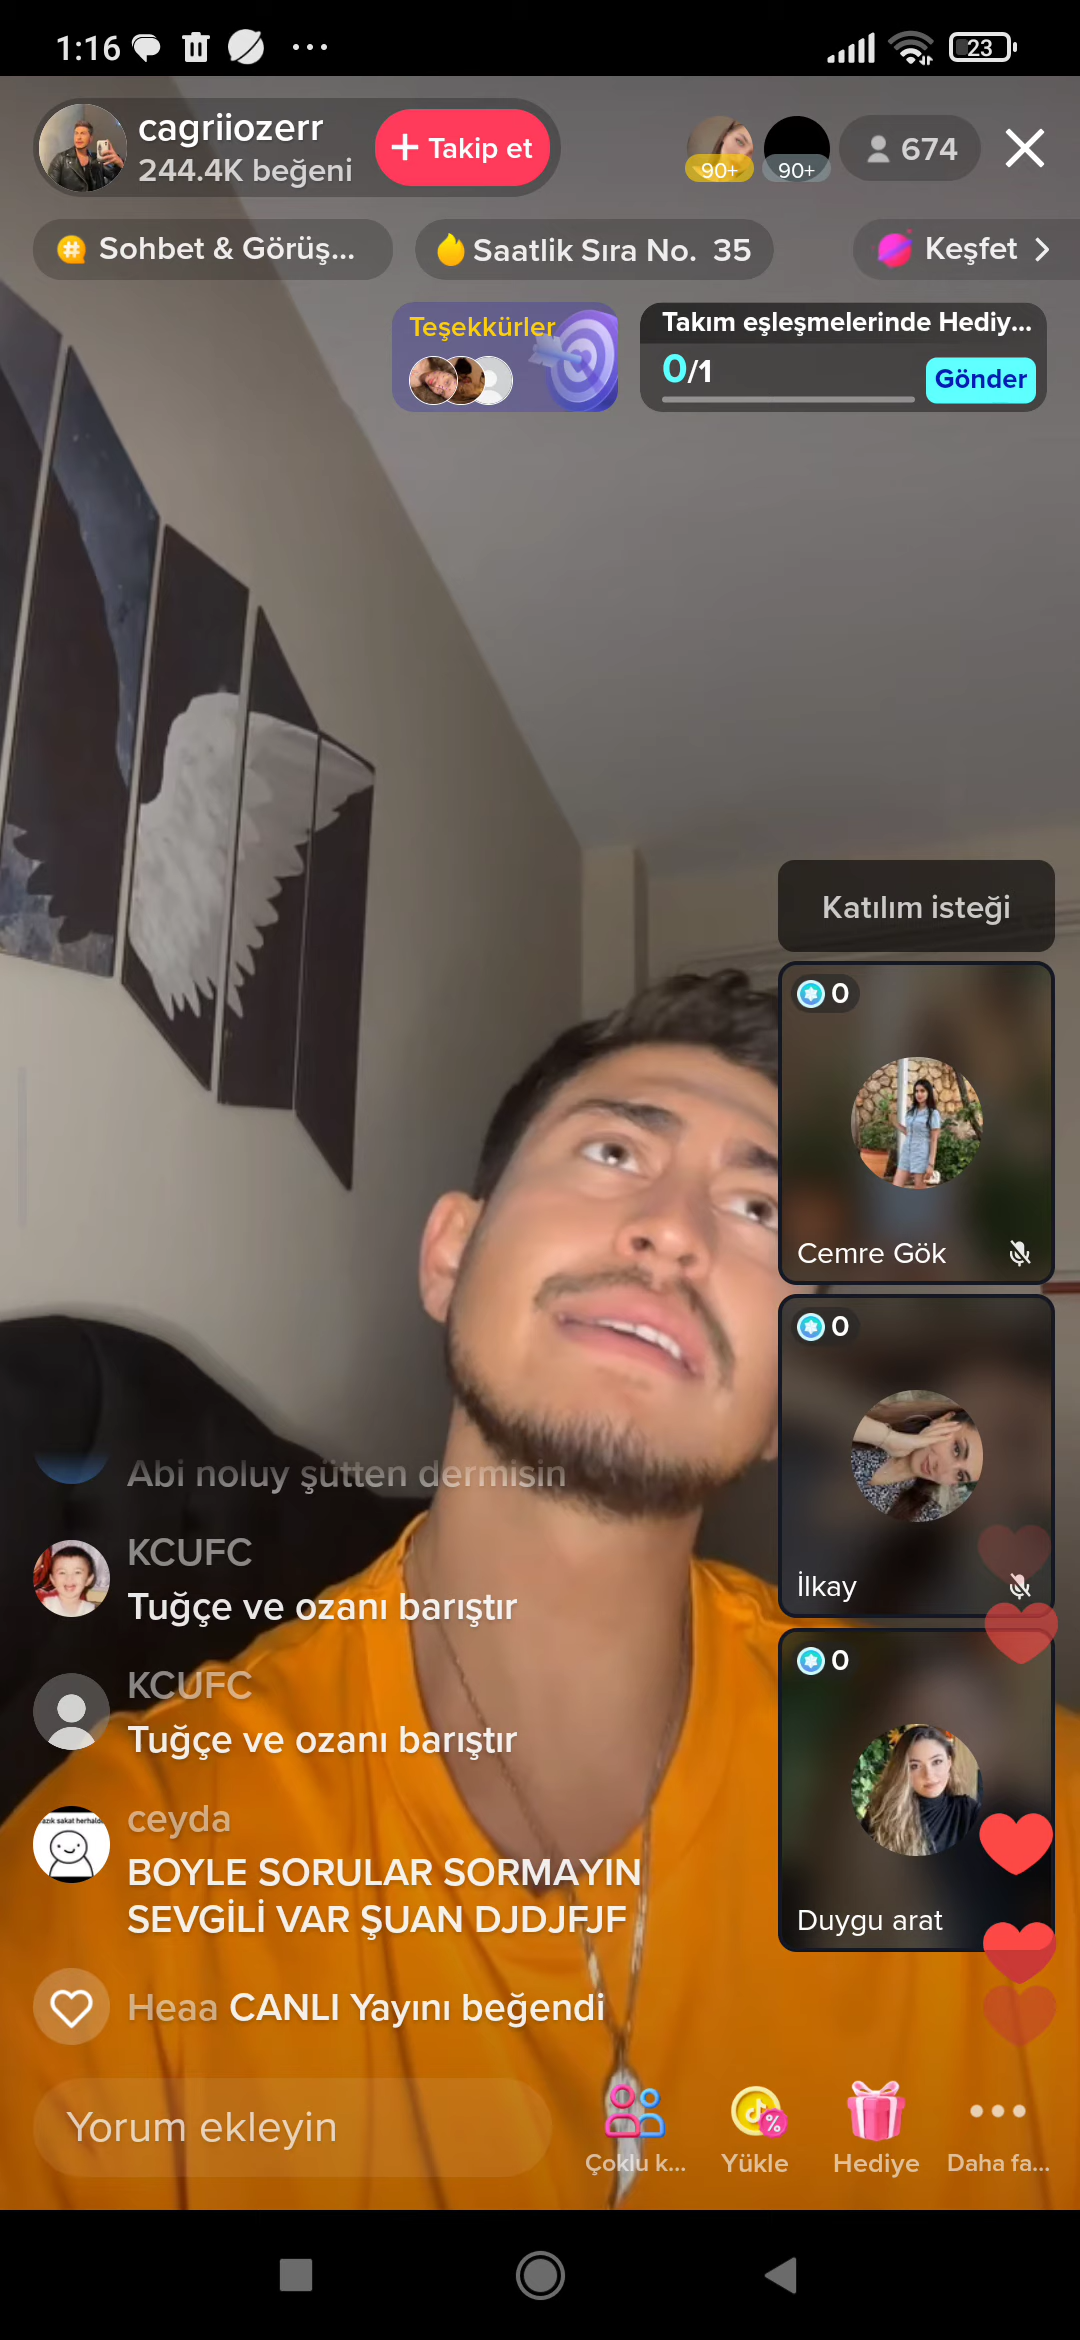 1:16
23
cagriiozerr
244.4K beğeni
+ Takip et
90+
90+
674
Sohbet & Görüş...
Saatlik Sıra No. 35
Keşfet
Teşekkürler
Takım eşleşmelerinde Hediy...
0/1
Gönder
Katılım isteği
0
Cemre Gök
0
İlkay
0
Duygu arat
Abi noluy şütten dermisin
KCUFC
Tuğçe ve ozanı barıştır
KCUFC
Tuğçe ve ozanı barıştır
ceyda
BOYLE SORULAR SORMAYIN
SEVGİLİ VAR ŞUAN DJDJFJF
Heaa CANLI Yayını beğendi
Yorum ekleyin
Çoklu k...
Yükle
Hediye
Daha fa...